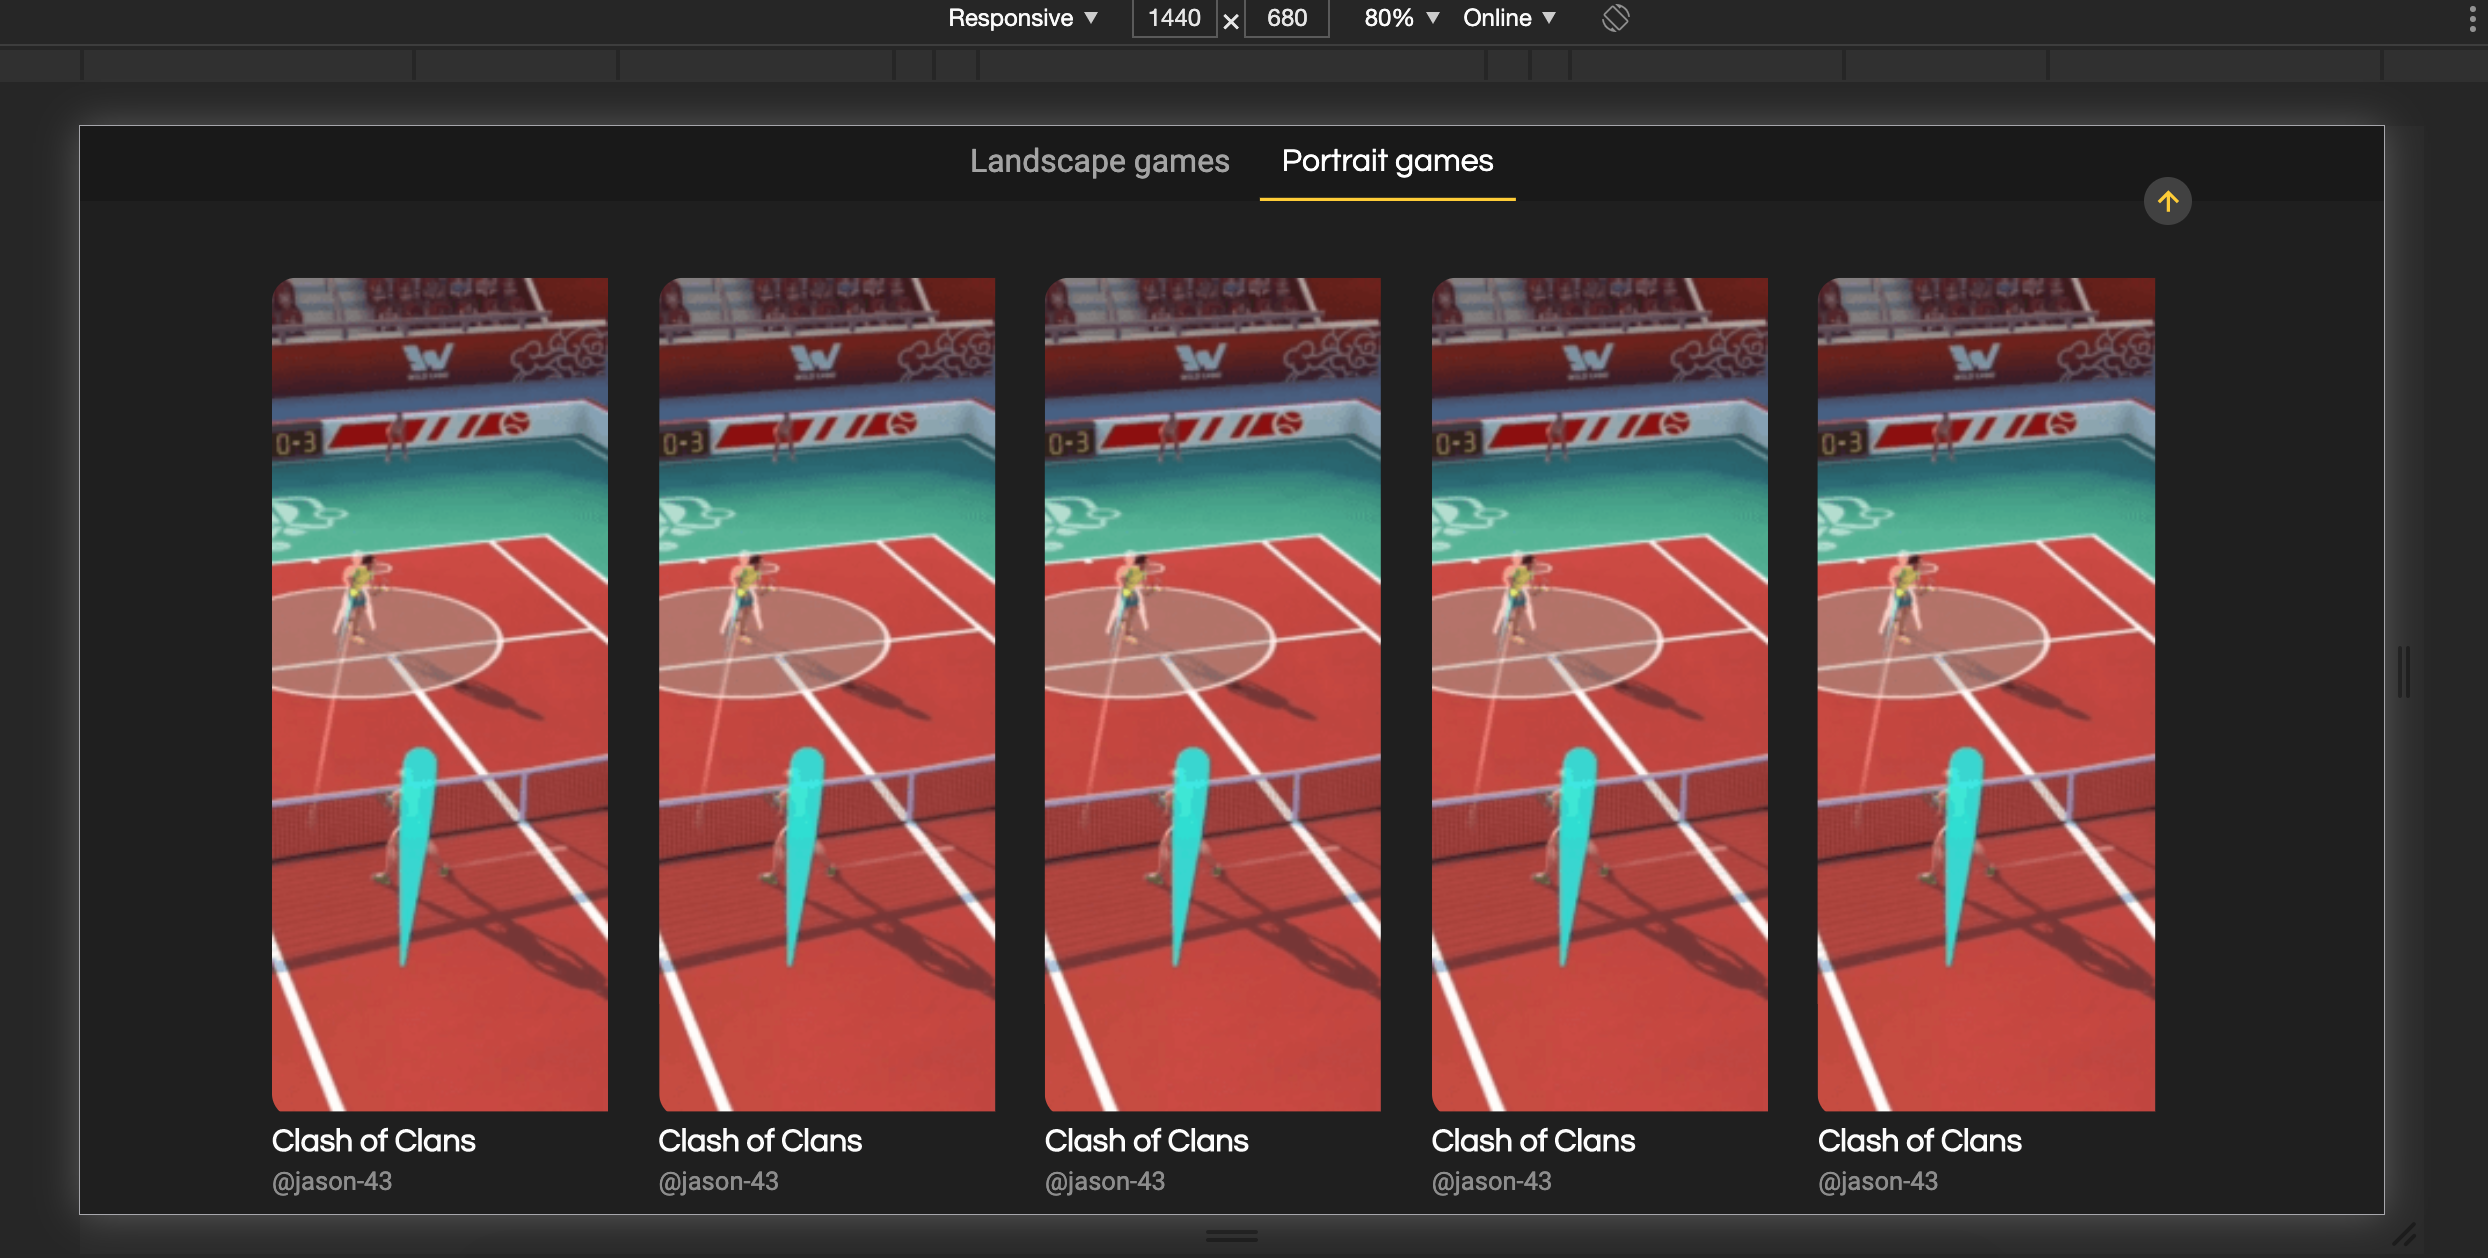 Responsive 1440 × 680 80% Online
Landscape games Portrait games
W W W W W
0-3 0-3 0-3 0-3 0-3
Clash of Clans Clash of Clans Clash of Clans Clash of Clans Clash of Clans
@jason-43 @jason-43 @jason-43 @jason-43 @jason-43